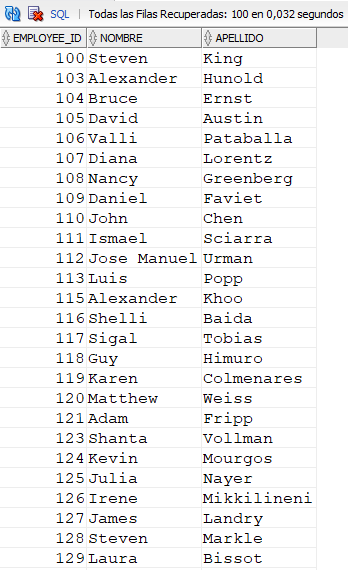 SQL | Todas las Filas Recuperadas: 100 en 0,032 segundos
EMPLOYEE_ID NOMBRE APELLIDO
100 Steven King
103 Alexander Hunold
104 Bruce Ernst
105 David Austin
106 Valli Pataballa
107 Diana Lorentz
108 Nancy Greenberg
109 Daniel Faviet
110 John Chen
111 Ismael Sciarra
112 Jose Manuel Urman
113 Luis Popp
115 Alexander Khoo
116 Shelli Baida
117 Sigal Tobias
118 Guy Himuro
119 Karen Colmenares
120 Matthew Weiss
121 Adam Fripp
123 Shanta Vollman
124 Kevin Mourgos
125 Julia Nayer
126 Irene Mikkilineni
127 James Landry
128 Steven Markle
129 Laura Bissot